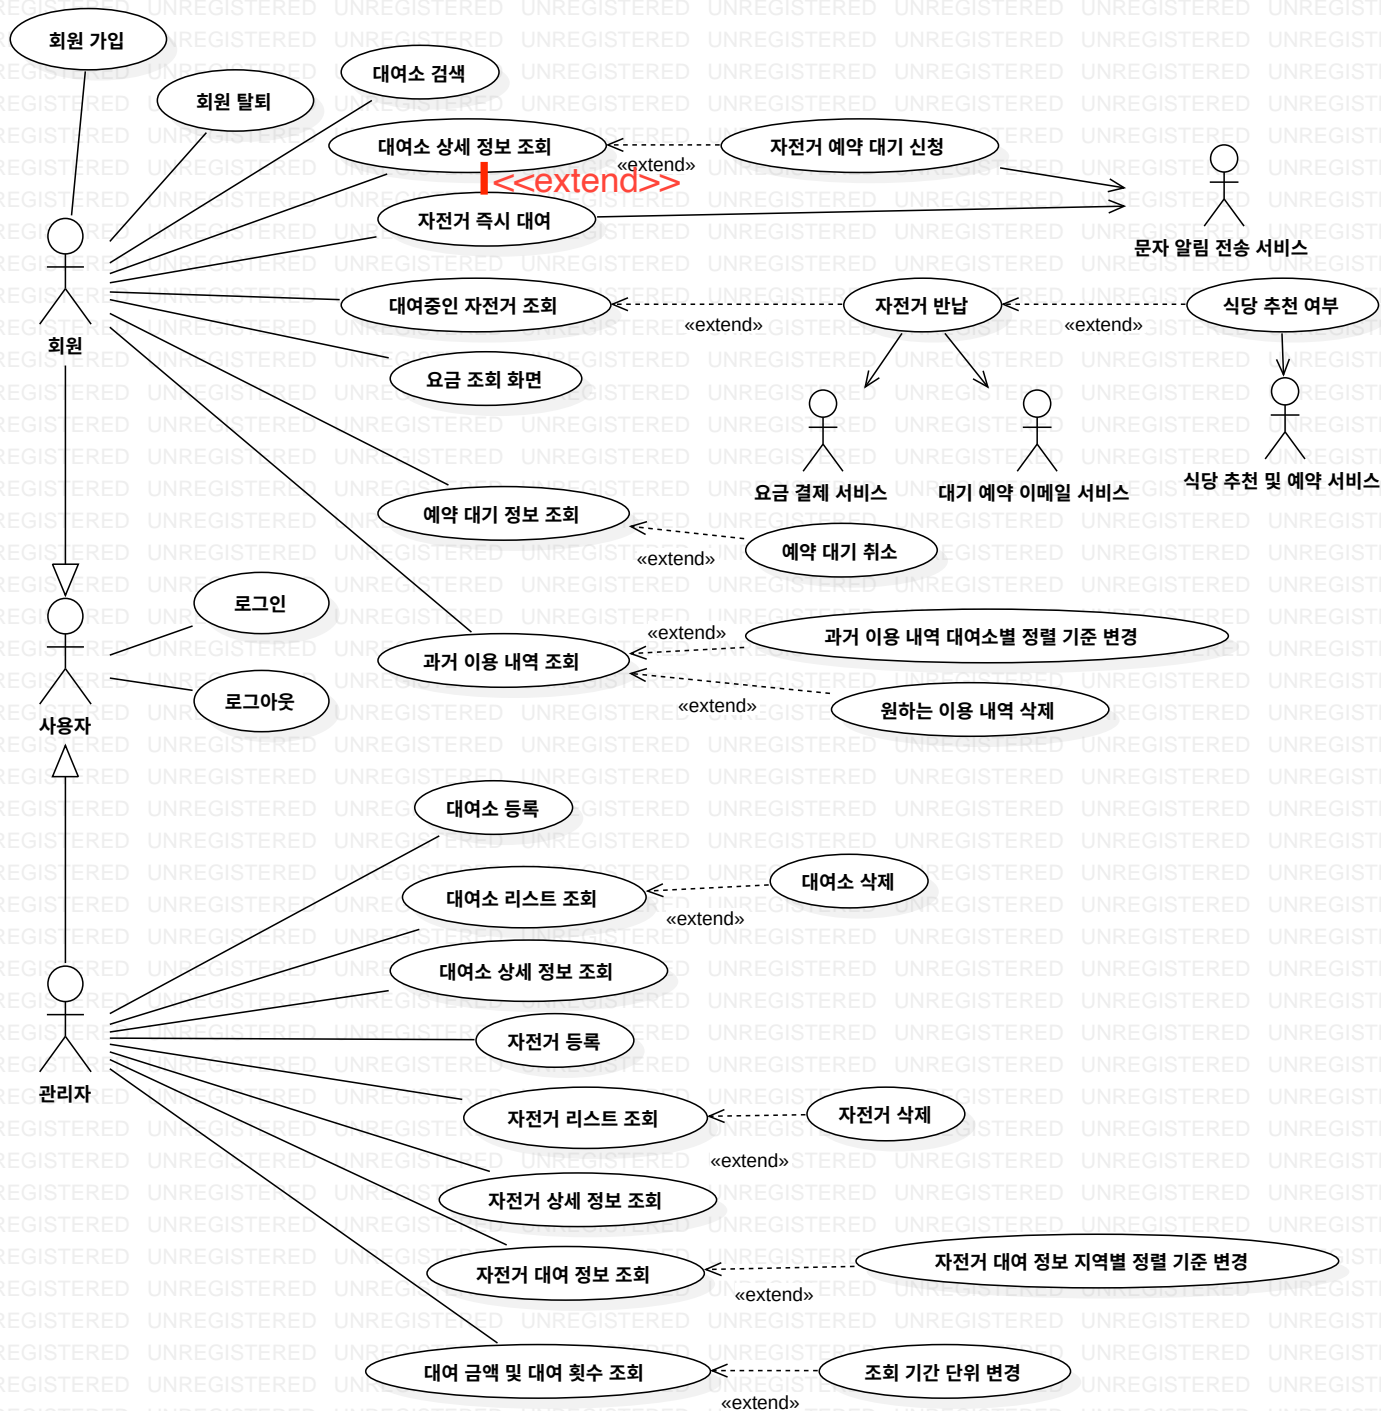 회원 가입
회원 탈퇴
대여소 검색
대여소 상세 정보 조회
«extend»
자전거 예약 대기 신청
<<extend>>
자전거 즉시 대여
문자 알림 전송 서비스
회원
대여중인 자전거 조회
«extend»
자전거 반납
«extend»
식당 추천 여부
요금 조회 화면
요금 결제 서비스
대기 예약 이메일 서비스
식당 추천 및 예약 서비스
예약 대기 정보 조회
«extend»
예약 대기 취소
로그인
로그아웃
사용자
과거 이용 내역 조회
«extend»
과거 이용 내역 대여소별 정렬 기준 변경
«extend»
원하는 이용 내역 삭제
대여소 등록
대여소 리스트 조회
«extend»
대여소 삭제
대여소 상세 정보 조회
자전거 등록
관리자
자전거 리스트 조회
«extend»
자전거 삭제
자전거 상세 정보 조회
자전거 대여 정보 조회
«extend»
자전거 대여 정보 지역별 정렬 기준 변경
대여 금액 및 대여 횟수 조회
«extend»
조회 기간 단위 변경
UNREGISTERED